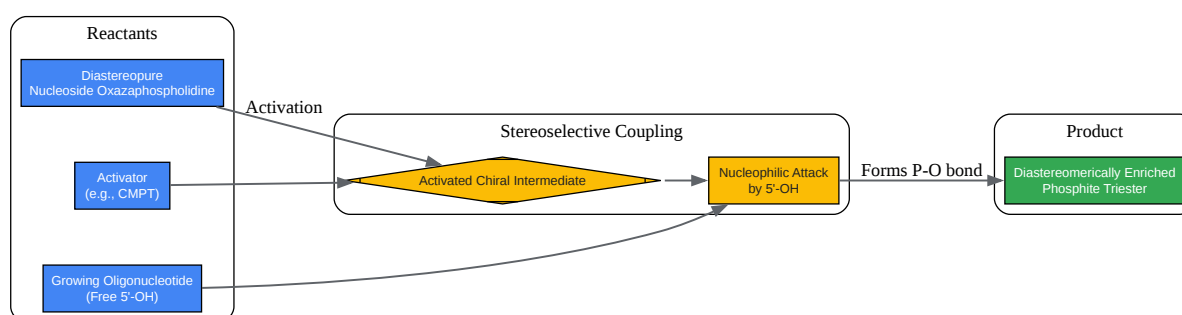 Reactants
Diastereopure
Nucleoside Oxazaphospholidine
Activator
(e.g., CMPT)
Growing Oligonucleotide
(Free 5'-OH)
Activation
Stereoselective Coupling
Activated Chiral Intermediate
Nucleophilic Attack
by 5'-OH
Forms P-O bond
Product
Diastereomerically Enriched
Phosphite Triester